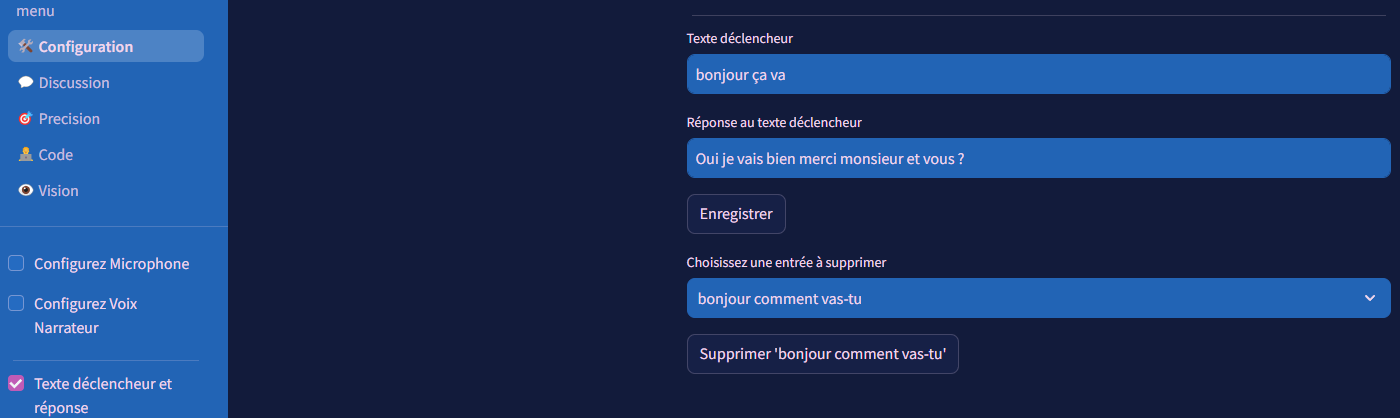 menu
Configuration
Discussion
Precision
Code
Vision
Configurez Microphone
Configurez Voix
Narrateur
Texte déclencheur et
réponse
Texte déclencheur
bonjour ça va
Réponse au texte déclencheur
Oui je vais bien merci monsieur et vous ?
Enregistrer
Choisissez une entrée à supprimer
bonjour comment vas-tu
Supprimer 'bonjour comment vas-tu'